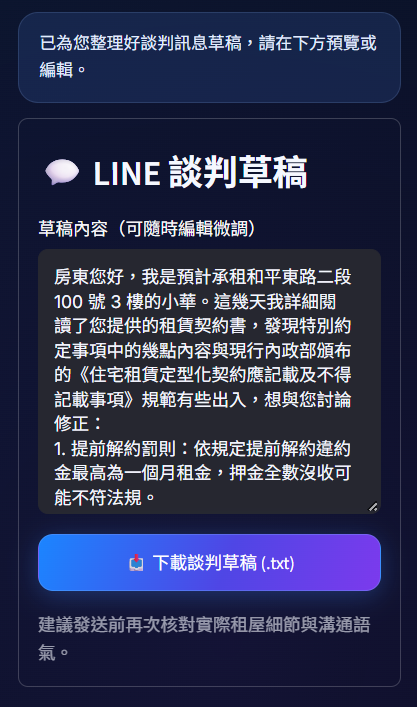 已為您整理好談判訊息草稿，請在下方預覽或
編輯。
LINE 談判草稿
草稿內容（可隨時編輯微調）
房東您好，我是預計承租和平東路二段
100 號 3 樓的小華。這幾天我詳細閱
讀了您提供的租賃契約書，發現特別約
定事項中的幾點內容與現行內政部頒布
的《住宅租賃定型化契約應記載及不得
記載事項》規範有些出入，想與您討論
修正：
1. 提前解約罰則：依規定提前解約違約
金最高為一個月租金，押金全數沒收可
能不符法規。
下載談判草稿 (.txt)
建議發送前再次核對實際租屋細節與溝通語
氣。